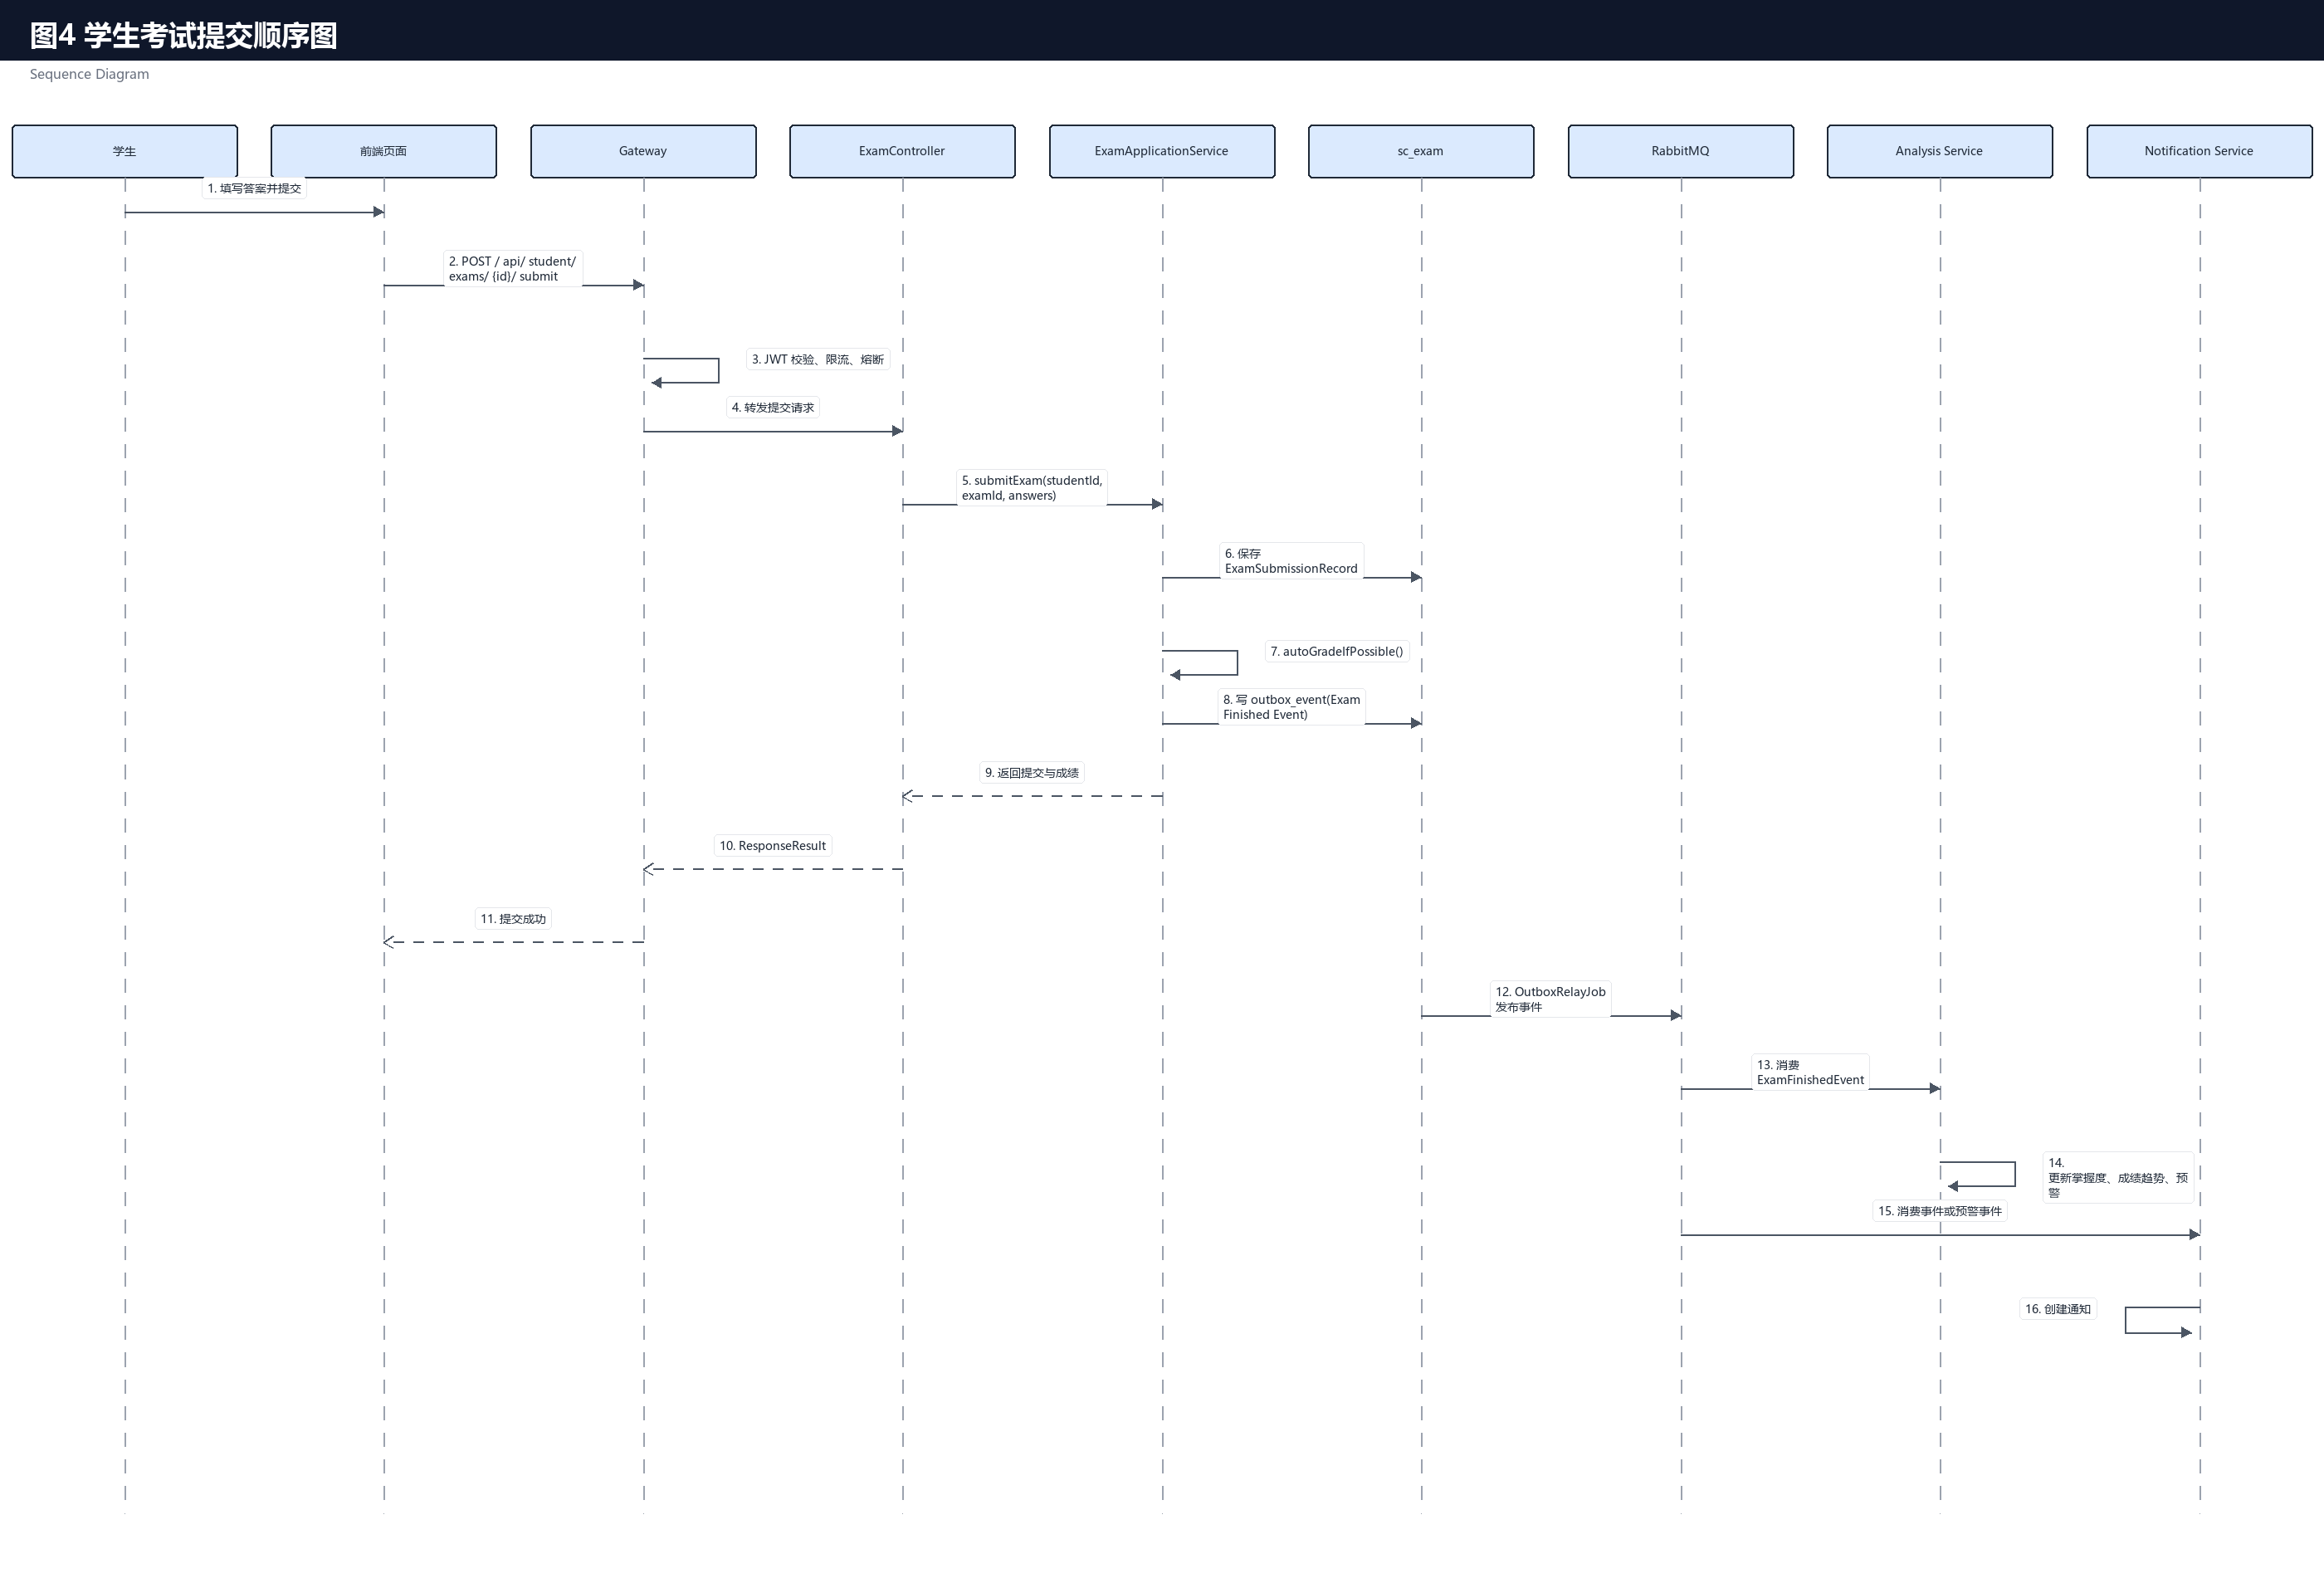 图4 学生考试提交顺序图
Sequence Diagram
学生
前端页面
Gateway
ExamController
ExamApplicationService
sc_exam
RabbitMQ
Analysis Service
Notification Service
1. 填写答案并提交
2. POST / api/ student/
exams/ {id}/ submit
3. JWT 校验、限流、熔断
4. 转发提交请求
5. submitExam(studentId,
examId, answers)
6. 保存
ExamSubmissionRecord
7. autoGradeIfPossible()
8. 写 outbox_event(Exam
Finished Event)
9. 返回提交与成绩
10. ResponseResult
11. 提交成功
12. OutboxRelayJob
发布事件
13. 消费
ExamFinishedEvent
14.
更新掌握度、成绩趋势、预
警
15. 消费事件或预警事件
16. 创建通知